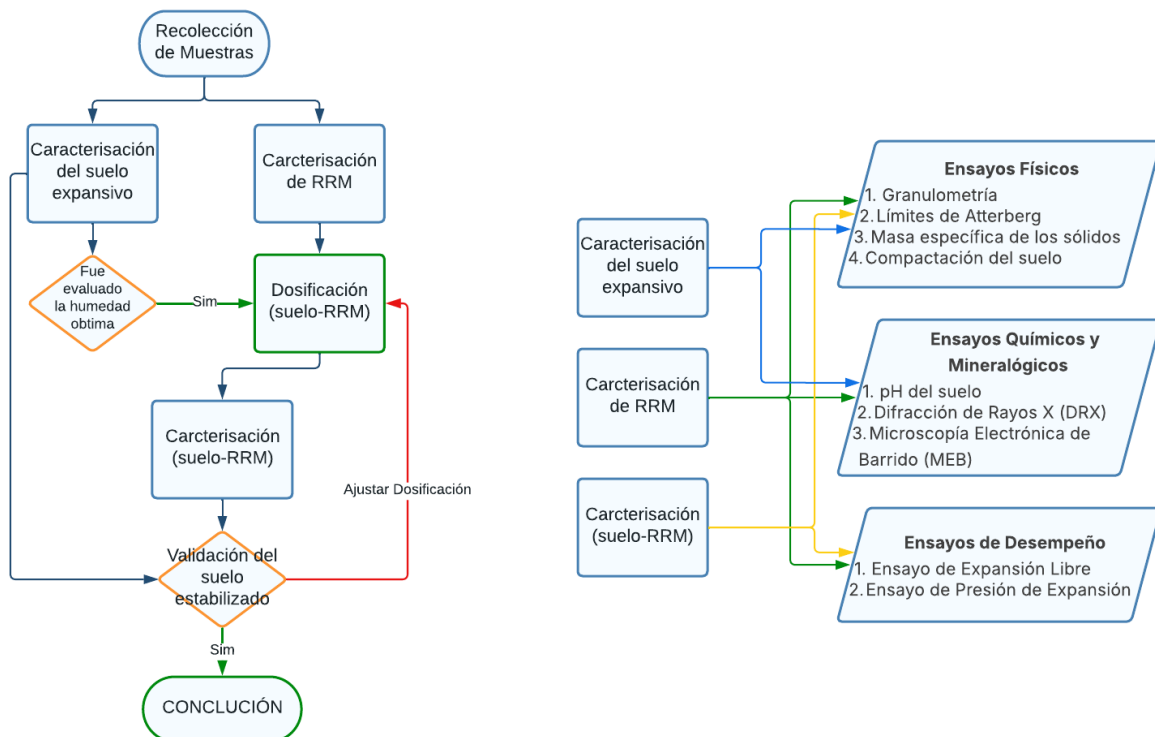 Recolección
de Muestras
Caracterisación
del suelo
expansivo
Carcterisación
de RRM
Fue
evaluado
la humedad
obtima
Sim
Dosificación
(suelo-RRM)
Carcterisación
(suelo-RRM)
Ajustar Dosificación
Validación del
suelo
estabilizado
Sim
CONCLUCIÓN
Caracterisación
del suelo
expansivo
Carcterisación
de RRM
Carcterisación
(suelo-RRM)
Ensayos Físicos
1. Granulometría
2. Límites de Atterberg
3. Masa específica de los sólidos
4. Compactación del suelo
Ensayos Químicos y
Mineralógicos
1. pH del suelo
2. Difracción de Rayos X (DRX)
3. Microscopía Electrónica de
Barrido (MEB)
Ensayos de Desempeño
1. Ensayo de Expansión Libre
2. Ensayo de Presión de Expansión